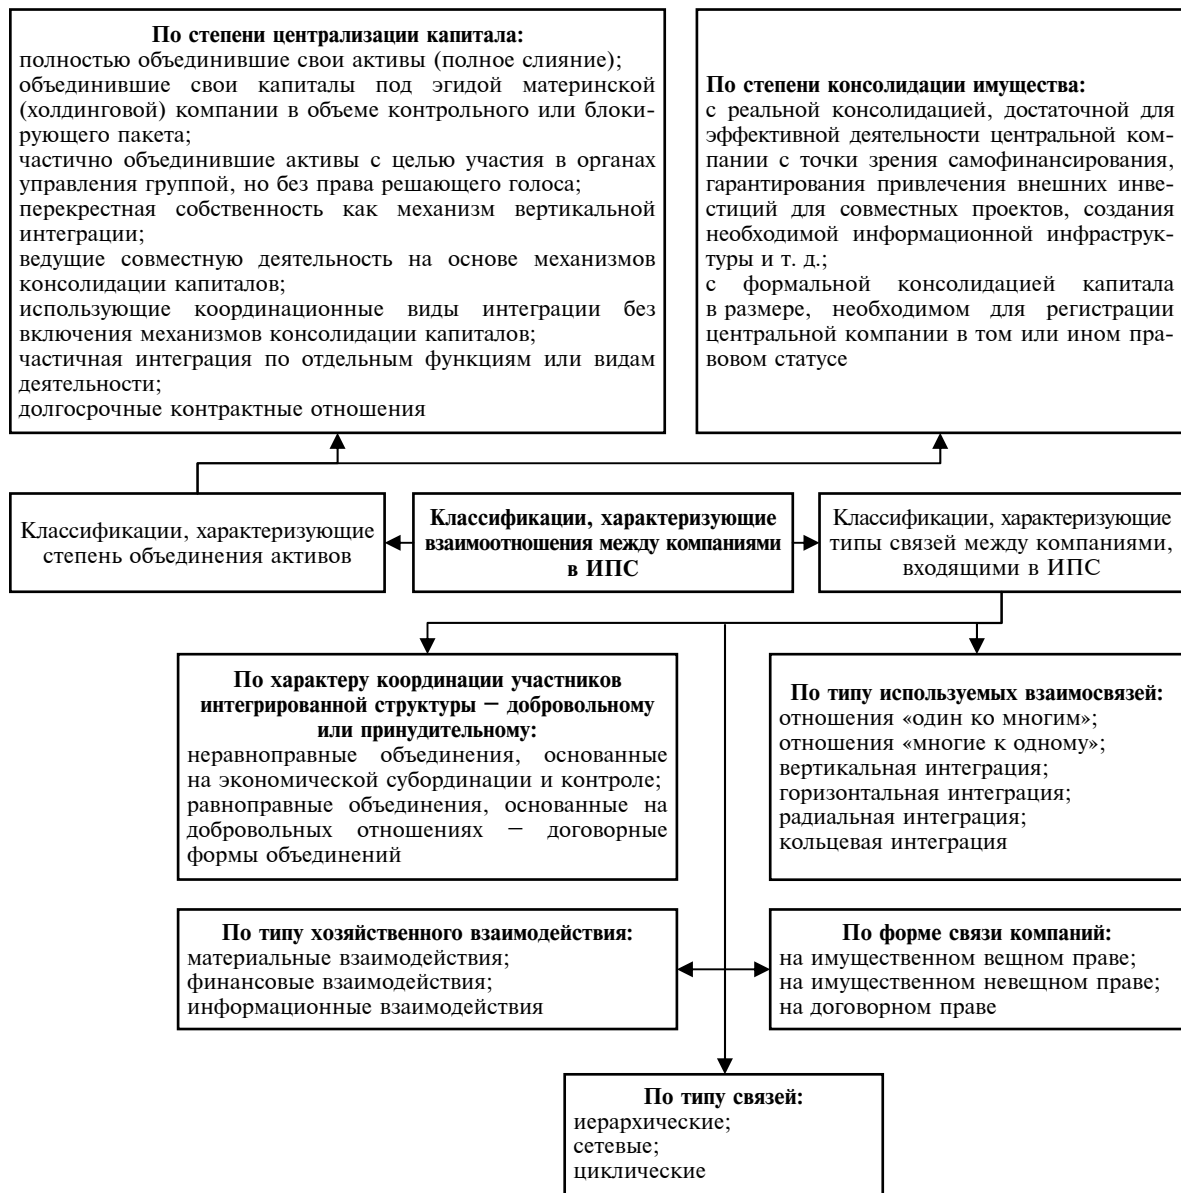 По степени централизации капитала:
полностью объединившие свои активы (полное слияние);
объединившие свои капиталы под эгидой материнской
(холдинговой) компании в объеме контрольного или блоки-
рующего пакета;
частично объединившие активы с целью участия в органах
управления группой, но без права решающего голоса;
перекрестная собственность как механизм вертикальной
интеграции;
ведущие совместную деятельность на основе механизмов
консолидации капиталов;
использующие координационные виды интеграции без
включения механизмов консолидации капиталов;
частичная интеграция по отдельным функциям или видам
деятельности;
долгосрочные контрактные отношения
По степени консолидации имущества:
с реальной консолидацией, достаточной для
эффективной деятельности центральной ком-
пании с точки зрения самофинансирования,
гарантирования привлечения внешних инве-
стиций для совместных проектов, создания
необходимой информационной инфраструк-
туры и т. д.;
с формальной консолидацией капитала
в размере, необходимом для регистрации
центральной компании в том или ином пра-
вовом статусе
Классификации, характеризующие
степень объединения активов
Классификации, характеризующие
взаимоотношения между компаниями
в ИПС
Классификации, характеризующие
типы связей между компаниями,
входящими в ИПС
По характеру координации участников
интегрированной структуры — добровольному
или принудительному:
неравноправные объединения, основанные
на экономической субординации и контроле;
равноправные объединения, основанные на
добровольных отношениях — договорные
формы объединений
По типу используемых взаимосвязей:
отношения «один ко многим»;
отношения «многие к одному»;
вертикальная интеграция;
горизонтальная интеграция;
радиальная интеграция;
кольцевая интеграция
По типу хозяйственного взаимодействия:
материальные взаимодействия;
финансовые взаимодействия;
информационные взаимодействия
По форме связи компаний:
на имущественном вещном праве;
на имущественном невещном праве;
на договорном праве
По типу связей:
иерархические;
сетевые;
циклические